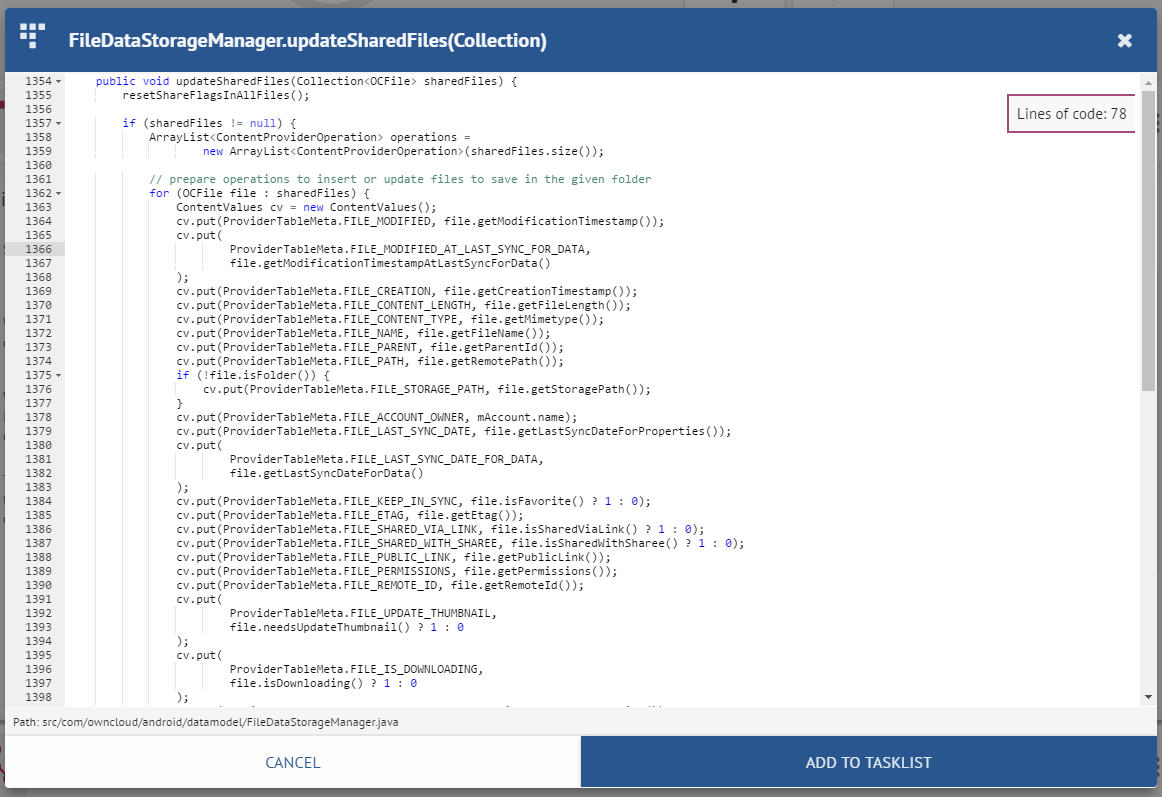 FileDataStorageManager.updateSharedFiles(Collection)
1354 public void updateSharedFiles(Collection<OCFile> sharedFiles) {
1355 resetShareFlagsInAllFiles();
Lines of code: 78
1356
1357 if (sharedFiles != null) {
1358 ArrayList<ContentProviderOperation> operations =
1359 new ArrayList<ContentProviderOperation>(sharedFiles.size());
1360
1361 // prepare operations to insert or update files to save in the given folder
1362 for (OCFile file : sharedFiles) {
1363 ContentValues cv = new ContentValues();
1364 cv.put(ProviderTableMeta.FILE_MODIFIED, file.getModificationTimestamp());
1365 cv.put(
1366 ProviderTableMeta.FILE_MODIFIED_AT_LAST_SYNC_FOR_DATA,
1367 file.getModificationTimestampAtLastSyncForData()
1368 );
1369 cv.put(ProviderTableMeta.FILE_CREATION, file.getCreationTimestamp());
1370 cv.put(ProviderTableMeta.FILE_CONTENT_LENGTH, file.getFileLength());
1371 cv.put(ProviderTableMeta.FILE_CONTENT_TYPE, file.getMimetype());
1372 cv.put(ProviderTableMeta.FILE_NAME, file.getFileName());
1373 cv.put(ProviderTableMeta.FILE_PARENT, file.getParentId());
1374 cv.put(ProviderTableMeta.FILE_PATH, file.getRemotePath());
1375 if (!file.isFolder()) {
1376 cv.put(ProviderTableMeta.FILE_STORAGE_PATH, file.getStoragePath());
1377 }
1378 cv.put(ProviderTableMeta.FILE_ACCOUNT_OWNER, mAccount.name);
1379 cv.put(ProviderTableMeta.FILE_LAST_SYNC_DATE, file.getLastSyncDateForProperties());
1380 cv.put(
1381 ProviderTableMeta.FILE_LAST_SYNC_DATE_FOR_DATA,
1382 file.getLastSyncDateForData()
1383 );
1384 cv.put(ProviderTableMeta.FILE_KEEP_IN_SYNC, file.isFavorite() ? 1 : 0);
1385 cv.put(ProviderTableMeta.FILE_ETAG, file.getEtag());
1386 cv.put(ProviderTableMeta.FILE_SHARED_VIA_LINK, file.isSharedViaLink() ? 1 : 0);
1387 cv.put(ProviderTableMeta.FILE_SHARED_WITH_SHAREE, file.isSharedWithSharee() ? 1 : 0);
1388 cv.put(ProviderTableMeta.FILE_PUBLIC_LINK, file.getPublicLink());
1389 cv.put(ProviderTableMeta.FILE_PERMISSIONS, file.getPermissions());
1390 cv.put(ProviderTableMeta.FILE_REMOTE_ID, file.getRemoteId());
1391 cv.put(
1392 ProviderTableMeta.FILE_UPDATE_THUMBNAIL,
1393 file.needsUpdateThumbnail() ? 1 : 0
1394 );
1395 cv.put(
1396 ProviderTableMeta.FILE_IS_DOWNLOADING,
1397 file.isDownloading() ? 1 : 0
1398 );
Path: src/com/owncloud/android/datamodel/FileDataStorageManager.java
CANCEL
ADD TO TASKLIST